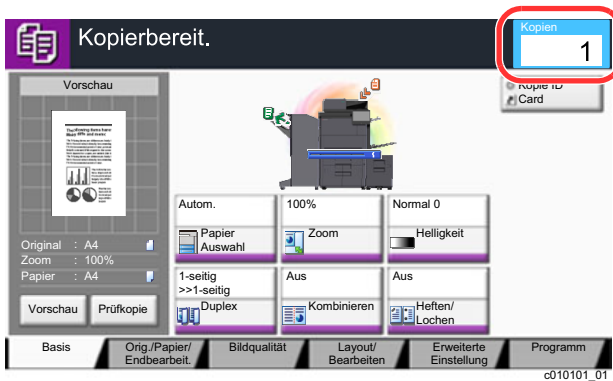 Kopierbereit.
Kopien
1
Kopie ID
Card
Vorschau
Original : A4
Zoom : 100%
Papier : A4
Vorschau
Prüfkopie
Autom.
Papier
Auswahl
100%
Zoom
Normal 0
Helligkeit
1-seitig
>>1-seitig
Duplex
Aus
Kombinieren
Aus
Heften/
Lochen
Basis
Orig./Papier/
Endbearbeit.
Bildqualität
Layout/
Bearbeiten
Erweiterte
Einstellung
Programm
c010101_01